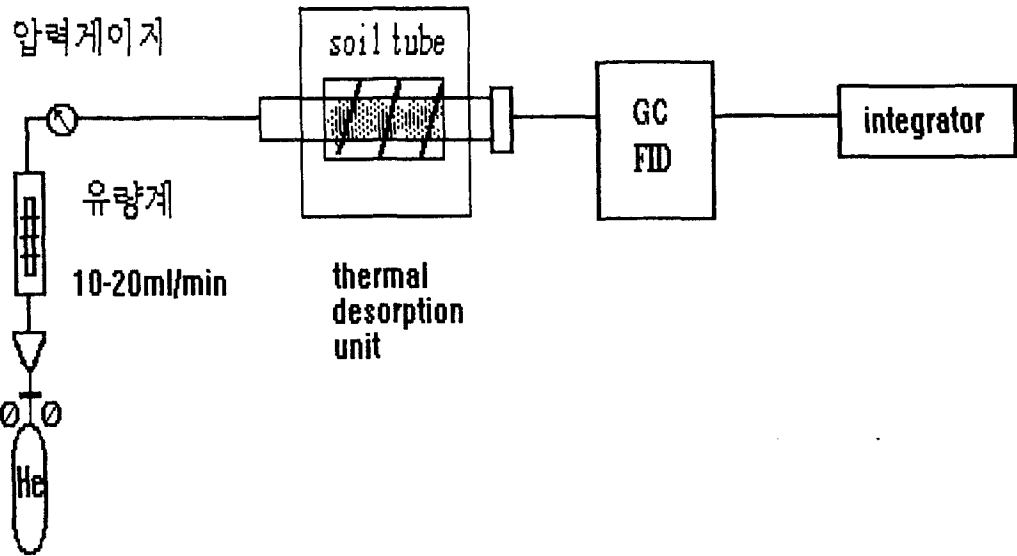 압력게이지
soil tube
GC
FID
integrator
유량계
10-20ml/min
thermal
desorption
unit
He